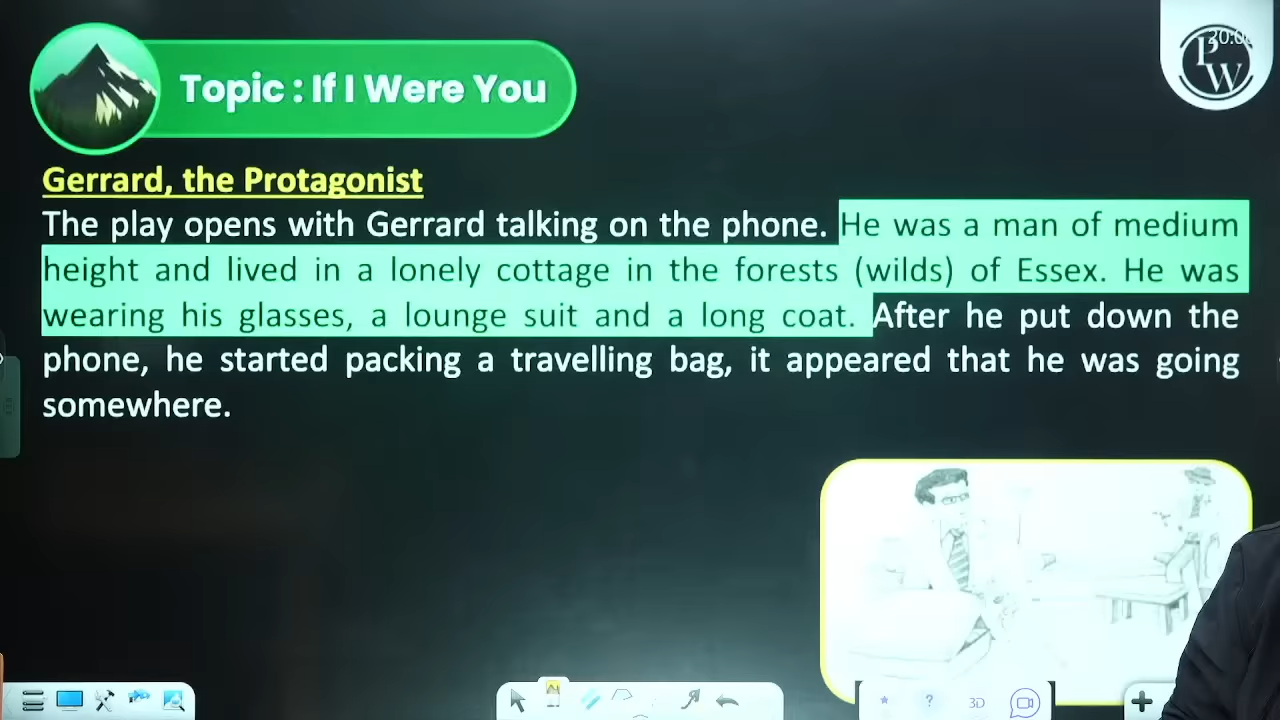 Topic : If I Were You
PW
Gerrard, the Protagonist
The play opens with Gerrard talking on the phone. He was a man of medium
height and lived in a lonely cottage in the forests (wilds) of Essex. He was
wearing his glasses, a lounge suit and a long coat. After he put down the
phone, he started packing a travelling bag, it appeared that he was going
somewhere.
? 3D